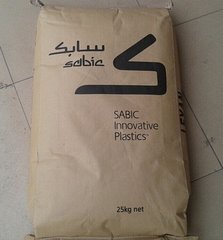 سابك
sabic
SABIC
Innovative
Plastics
25kg net